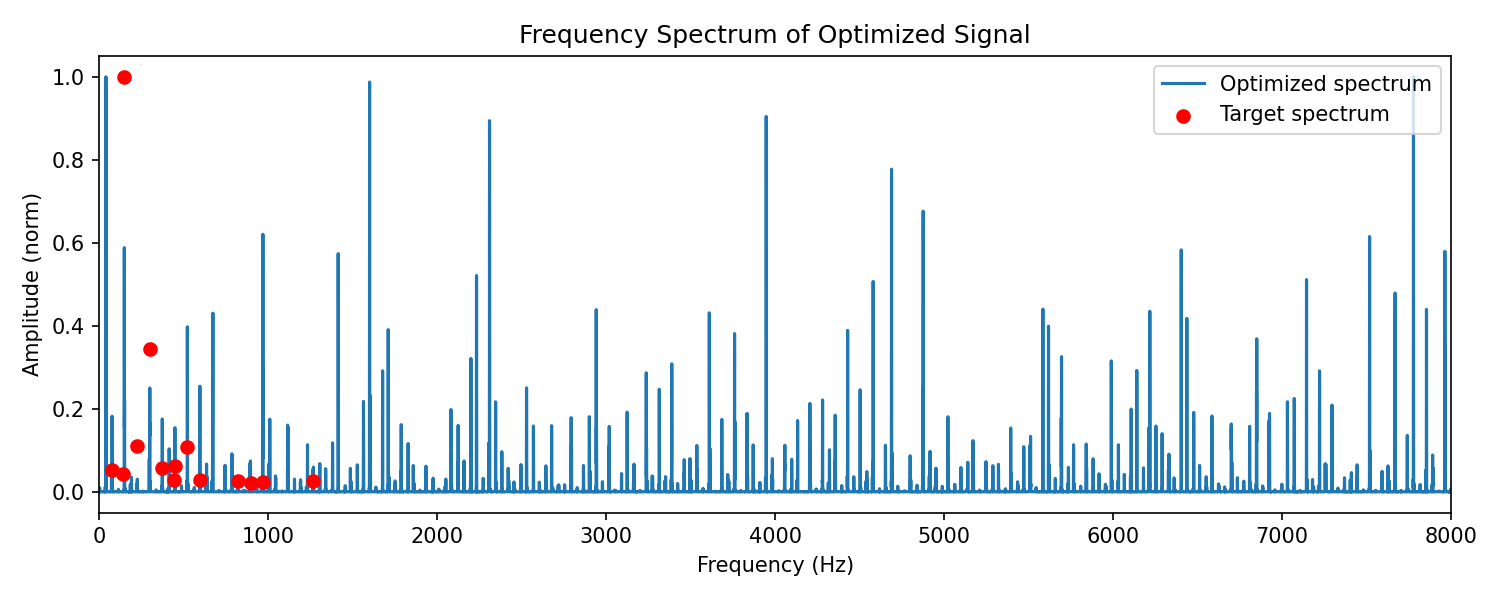 Frequency Spectrum of Optimized Signal
Optimized spectrum
Target spectrum
Amplitude (norm)
1.0
0.8
0.6
0.4
0.2
0.0
0 1000 2000 3000 4000 5000 6000 7000 8000
Frequency (Hz)